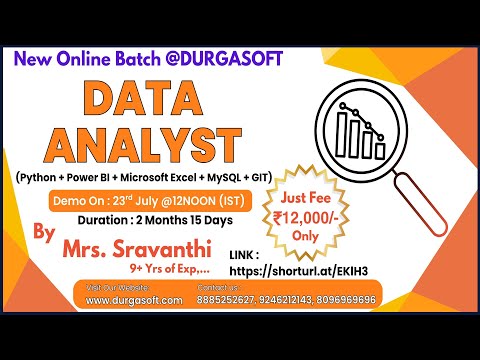 New Online Batch @DURGASOFT
DATA
ANALYST
(Python + Power BI + Microsoft Excel + MySQL + GIT)
Demo On : 23rd July @12NOON (IST)
Duration : 2 Months 15 Days
By
Mrs. Sravanthi
9+ Yrs of Exp,...
Just Fee
₹12,000/-
Only
LINK :
https://shorturl.at/EKIH3
Visit Our Website:
www.durgasoft.com
Contact us:
8885252627, 9246212143, 8096969696